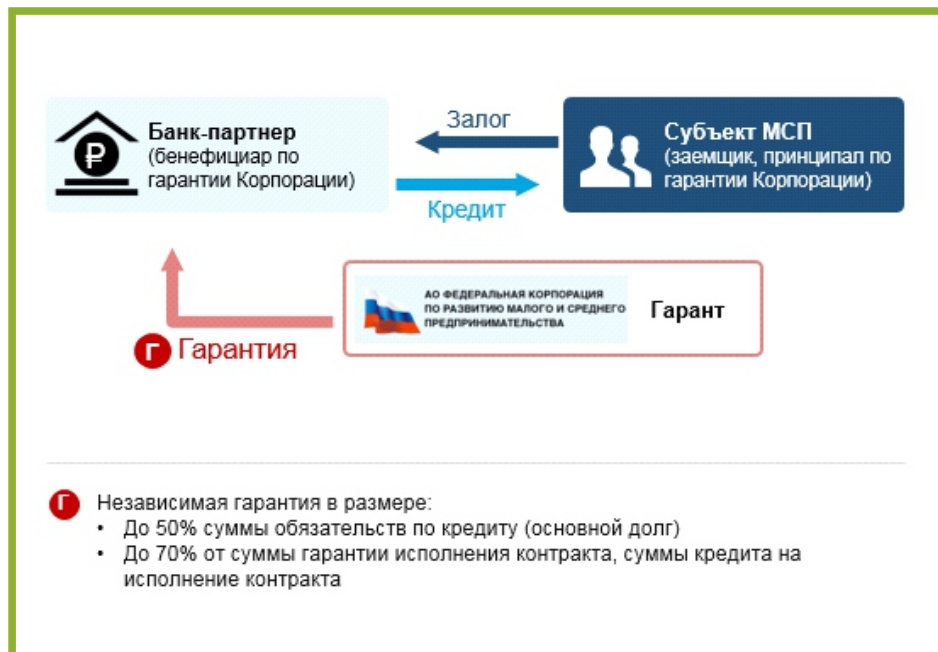 Залог
Банк-партнер
(бенефициар по
гарантии Корпорации)
Субъект МСП
(заемщик, принципал по
гарантии Корпорации)
Кредит
АО ФЕДЕРАЛЬНАЯ КОРПОРАЦИЯ
ПО РАЗВИТИЮ МАЛОГО И СРЕДНЕГО
ПРЕДПРИНИМАТЕЛЬСТВА
Гарант
Г Гарантия
Г Независимая гарантия в размере:
• До 50% суммы обязательств по кредиту (основной долг)
• До 70% от суммы гарантии исполнения контракта, суммы кредита на
исполнение контракта